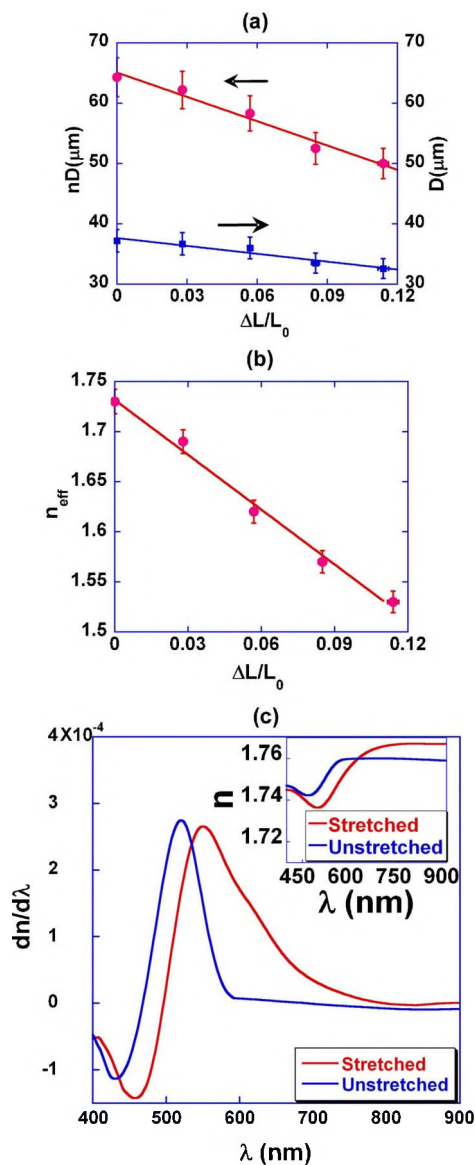 (a)
70 70
60 60
50 50
40 40
30 30
nD(μm)
D(μm)
0 0.03 0.06 0.09 0.12
ΔL/L₀
(b)
1.75
1.7
1.65
1.6
1.55
1.5
n_eff
0 0.03 0.06 0.09 0.12
ΔL/L₀
(c)
4X10⁻⁴
3
2
0
-1
dn/dλ
1.76
1.74
1.72
n
Stretched
Unstretched
450 600 750 900
λ (nm)
Stretched
Unstretched
400 500 600 700 800 900
λ (nm)